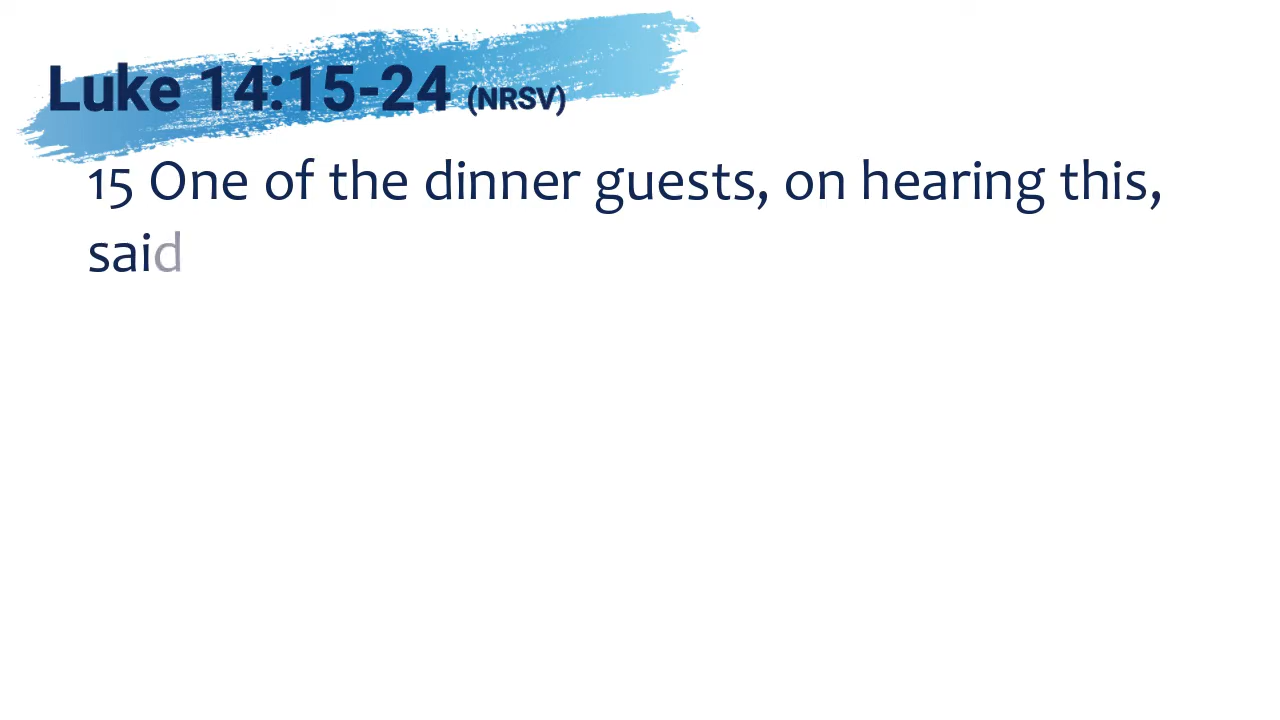 Luke 14:15-24 (NRSV)
15 One of the dinner guests, on hearing this,
said